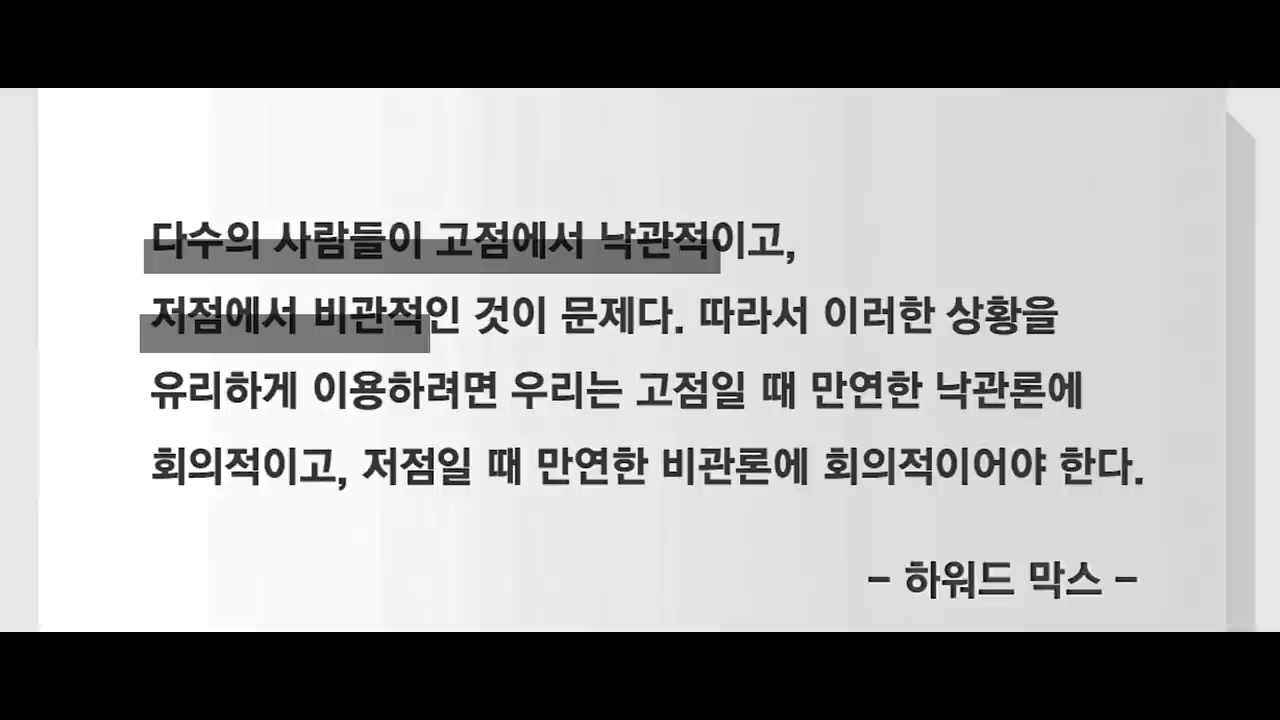 다수의 사람들이 고점에서 낙관적이고,
저점에서 비관적인 것이 문제다. 따라서 이러한 상황을
유리하게 이용하려면 우리는 고점일 때 만연한 낙관론에
회의적이고, 저점일 때 만연한 비관론에 회의적이어야 한다.
- 하워드 막스 -